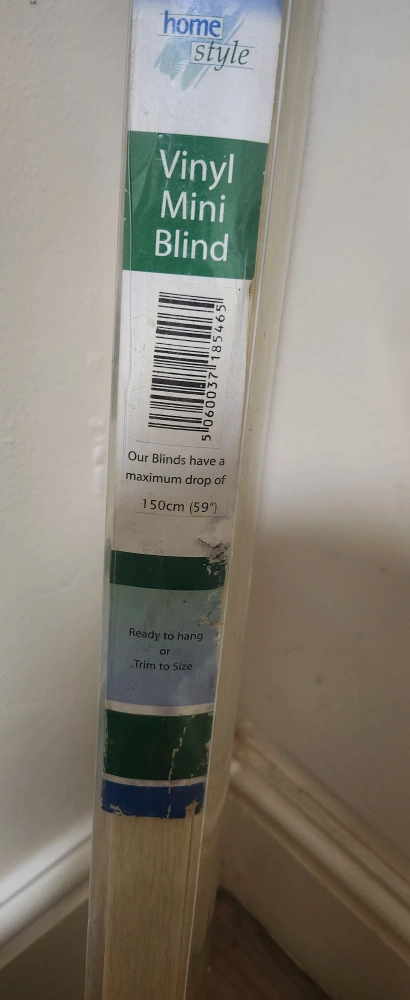 home
style
Vinyl
Mini
Blind
5 060037 185465
Our Blinds have a
maximum drop of
150cm (59")
Ready to hang
or
Trim to Size